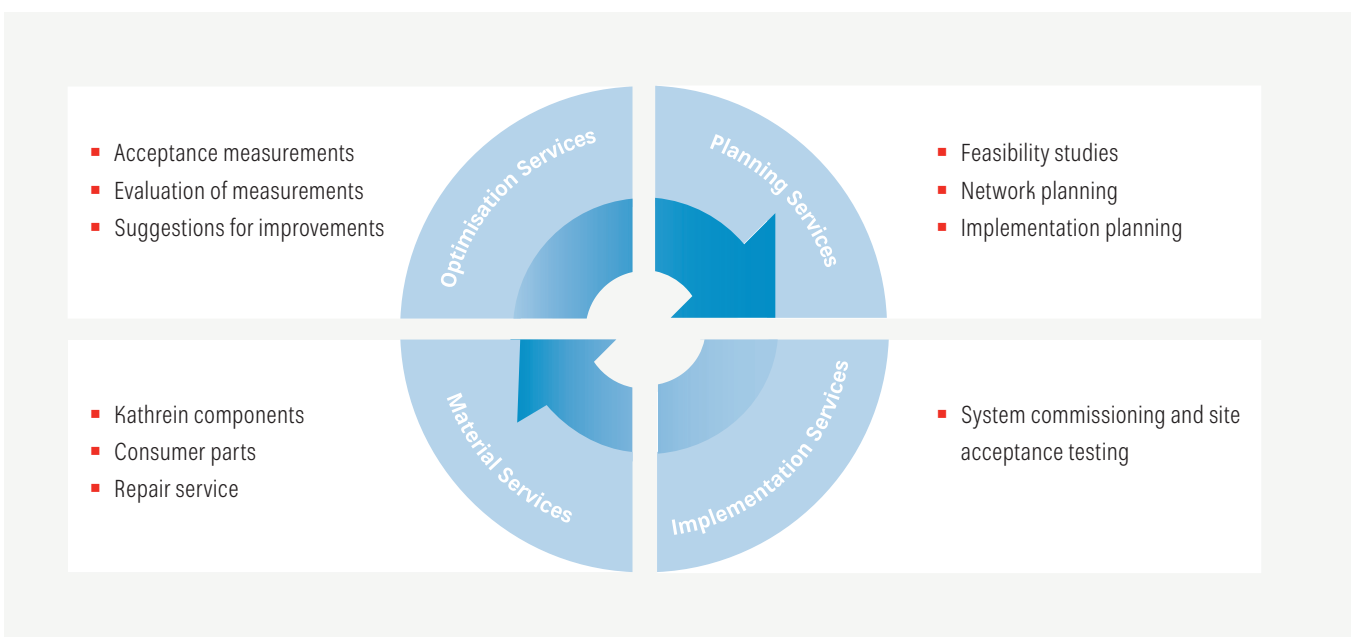 Acceptance measurements
Evaluation of measurements
Suggestions for improvements
Optimisation Services
Planning Services
Feasibility studies
Network planning
Implementation planning
Kathrein components
Consumer parts
Repair service
Material Services
Implementation Services
System commissioning and site
acceptance testing